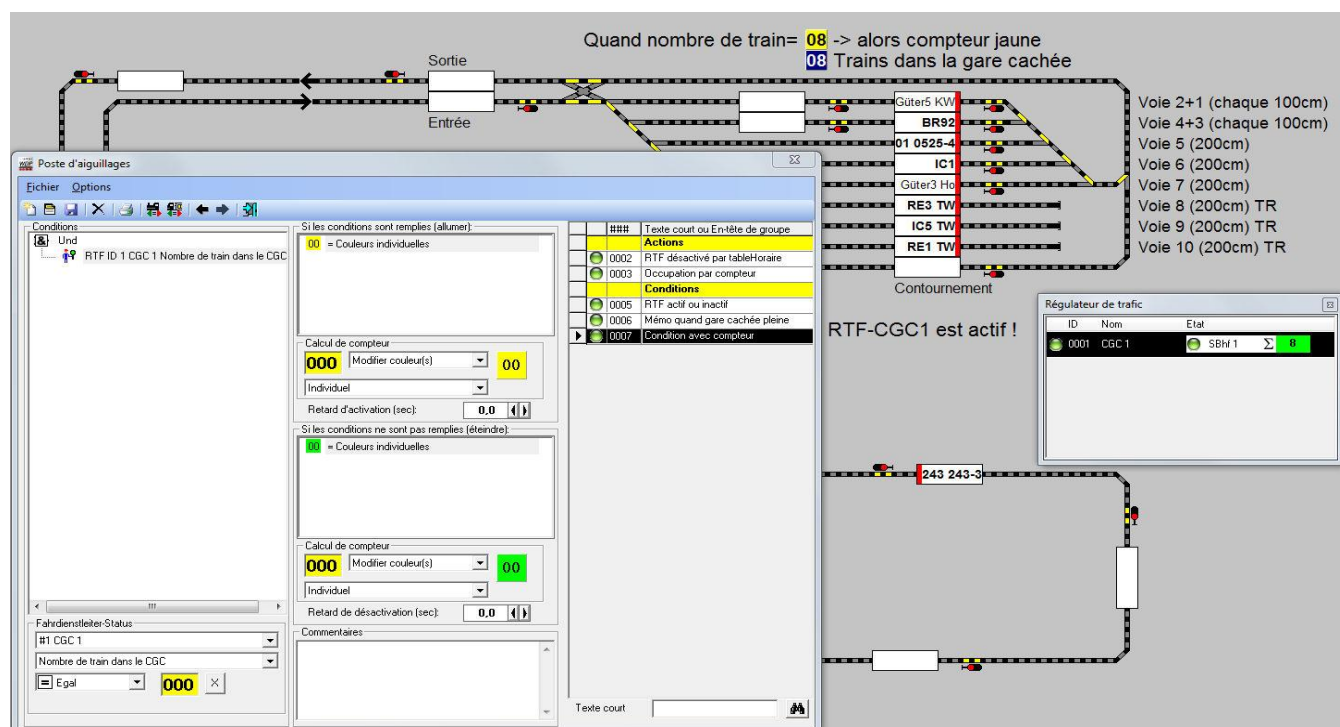 Quand nombre de train= 08 -> alors compteur jaune
08 Trains dans la gare cachée
Sortie
Entrée
Güter5 KW
BR92
01 0525-4
IC1
Güter3 Ho
RE3 TW
IC5 TW
RE1 TW
Contournement
Voie 2+1 (chaque 100cm)
Voie 4+3 (chaque 100cm)
Voie 5 (200cm)
Voie 6 (200cm)
Voie 7 (200cm)
Voie 8 (200cm) TR
Voie 9 (200cm) TR
Voie 10 (200cm) TR
RTF-CGC1 est actif !
Régulateur de trafic
ID Nom Etat
0001 CGC 1 SBhf 1 Σ 8
243 243-3
Poste d'aiguillages
Fichier Options
Conditions
& Und
RTF ID 1 CGC 1 Nombre de train dans le CGC
Fahrdienstleiter-Status
#1 CGC 1
Nombre de train dans le CGC
= Egal 000
Si les conditions sont remplies (allumer):
00 = Couleurs individuelles
Calcul de compteur
000 Modifier couleur(s) 00
Individuel
Retard d'activation (sec): 0,0
Si les conditions ne sont pas remplies (éteindre):
00 = Couleurs individuelles
Calcul de compteur
000 Modifier couleur(s) 00
Individuel
Retard de désactivation (sec): 0,0
Commentaires
### Texte court ou En-tête de groupe
Actions
0002 RTF désactivé par tableHoraire
0003 Occupation par compteur
Conditions
0005 RTF actif ou inactif
0006 Mémo quand gare cachée pleine
0007 Condition avec compteur
Texte court